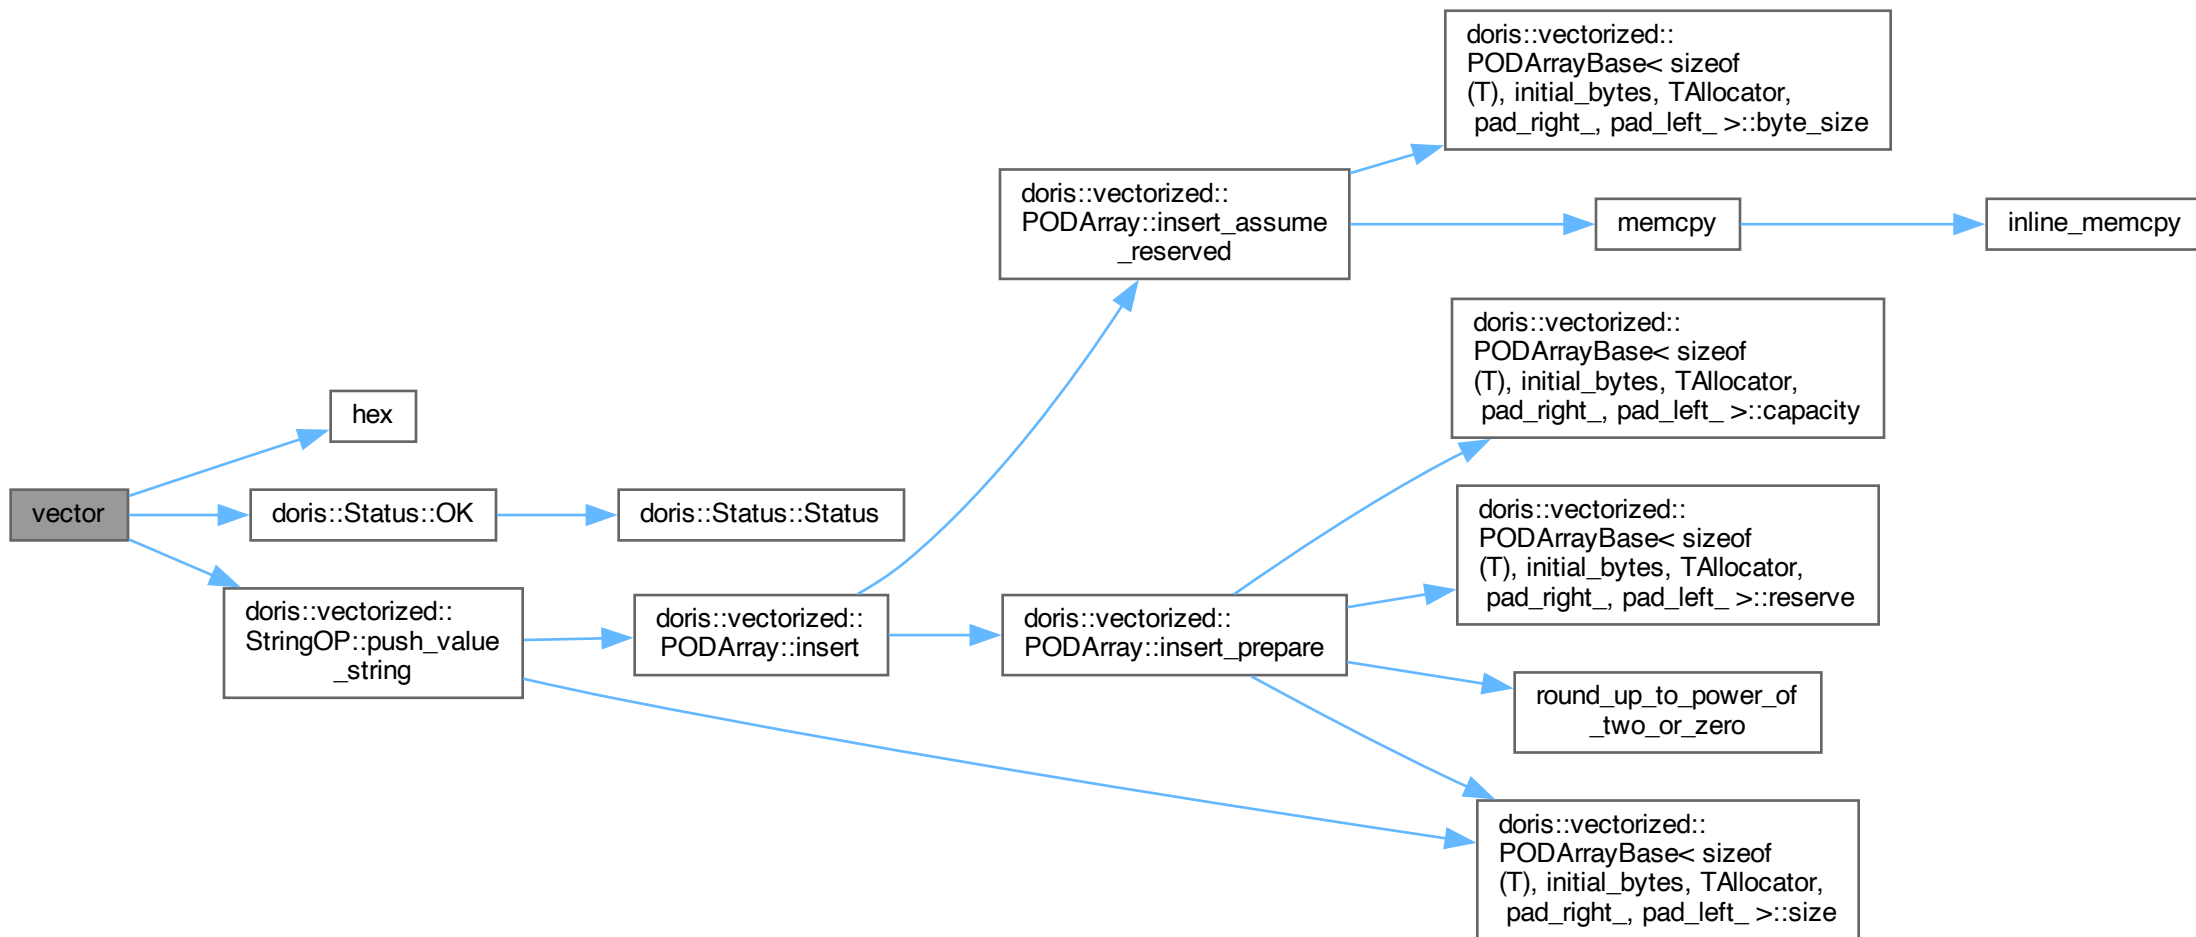 vector
hex
doris::Status::OK
doris::Status::Status
doris::vectorized::
StringOP::push_value
_string
doris::vectorized::
PODArray::insert
doris::vectorized::
PODArray::insert_assume
_reserved
doris::vectorized::
PODArrayBase< sizeof
(T), initial_bytes, TAllocator,
pad_right_, pad_left_ >::byte_size
memcpy
inline_memcpy
doris::vectorized::
PODArray::insert_prepare
doris::vectorized::
PODArrayBase< sizeof
(T), initial_bytes, TAllocator,
pad_right_, pad_left_ >::capacity
doris::vectorized::
PODArrayBase< sizeof
(T), initial_bytes, TAllocator,
pad_right_, pad_left_ >::reserve
round_up_to_power_of
_two_or_zero
doris::vectorized::
PODArrayBase< sizeof
(T), initial_bytes, TAllocator,
pad_right_, pad_left_ >::size